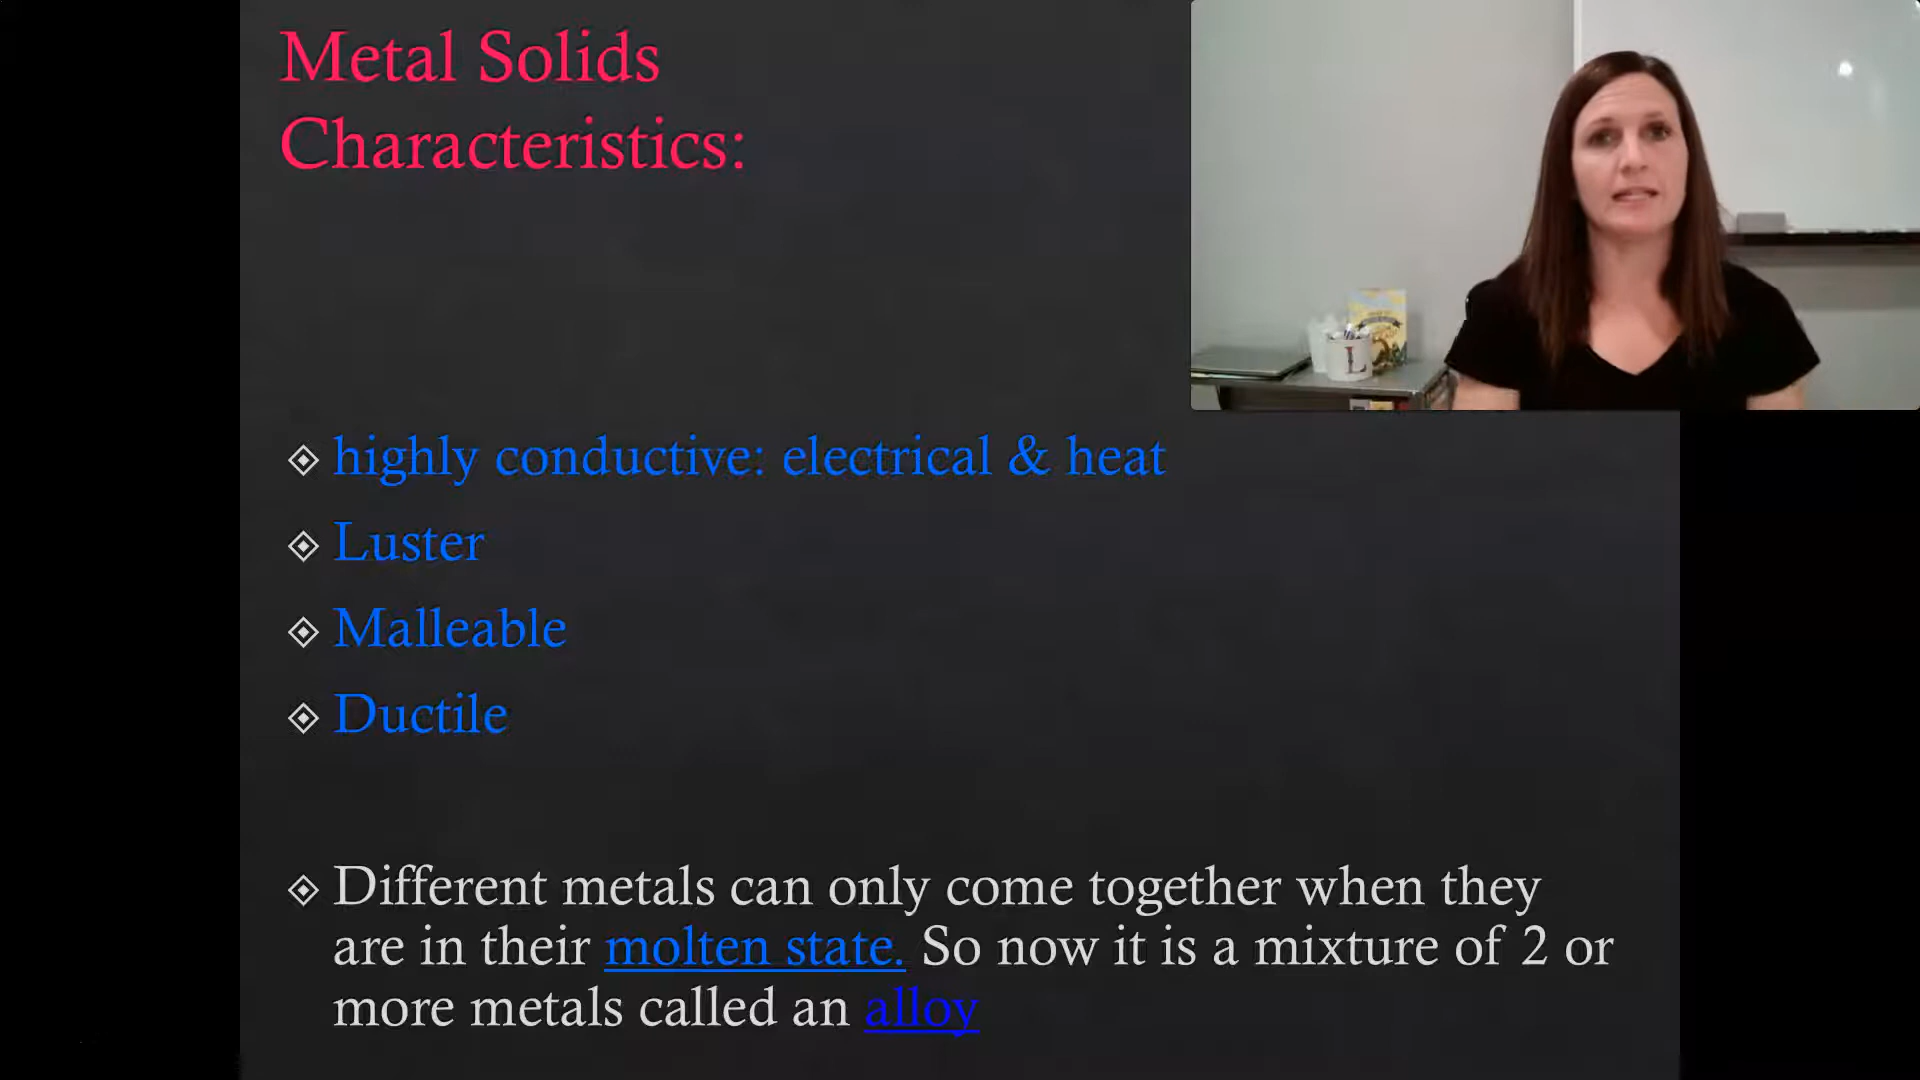 Metal Solids
Characteristics:
highly conductive: electrical & heat
Luster
Malleable
Ductile
Different metals can only come together when they
are in their molten state. So now it is a mixture of 2 or
more metals called an alloy
L